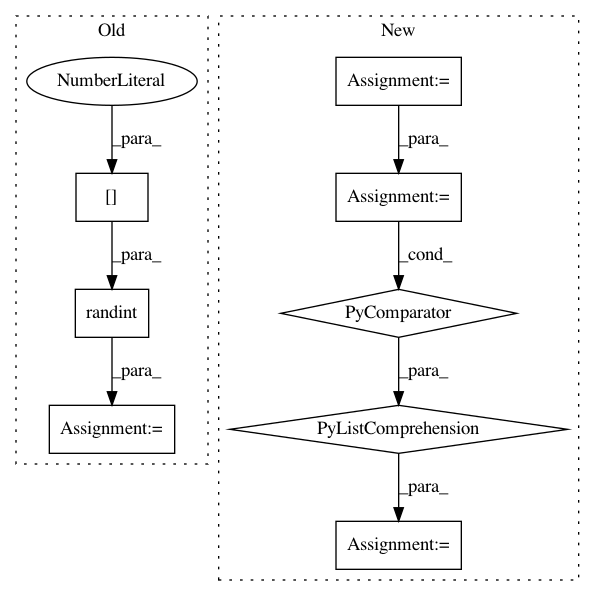 Old
New
NumberLiteral
Assignment:=
_para_
_para_
[]
Assignment:=
_para_
_cond_
randint
PyComparator
_para_
_para_
Assignment:=
PyListComprehension
_para_
Assignment:=